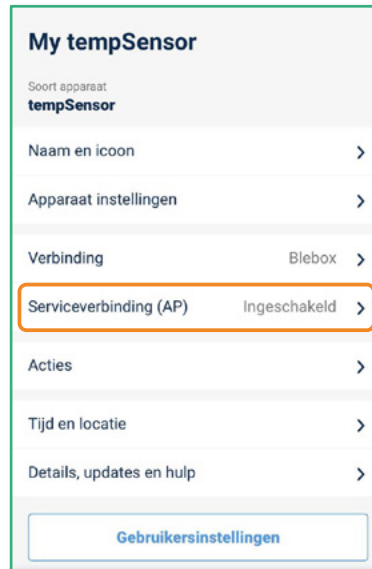 My tempSensor
Soort apparaat
tempSensor
Naam en icoon
Apparaat instellingen
Verbinding Blebox
Serviceverbinding (AP) Ingeschakeld
Acties
Tijd en locatie
Details, updates en hulp
Gebruikersinstellingen